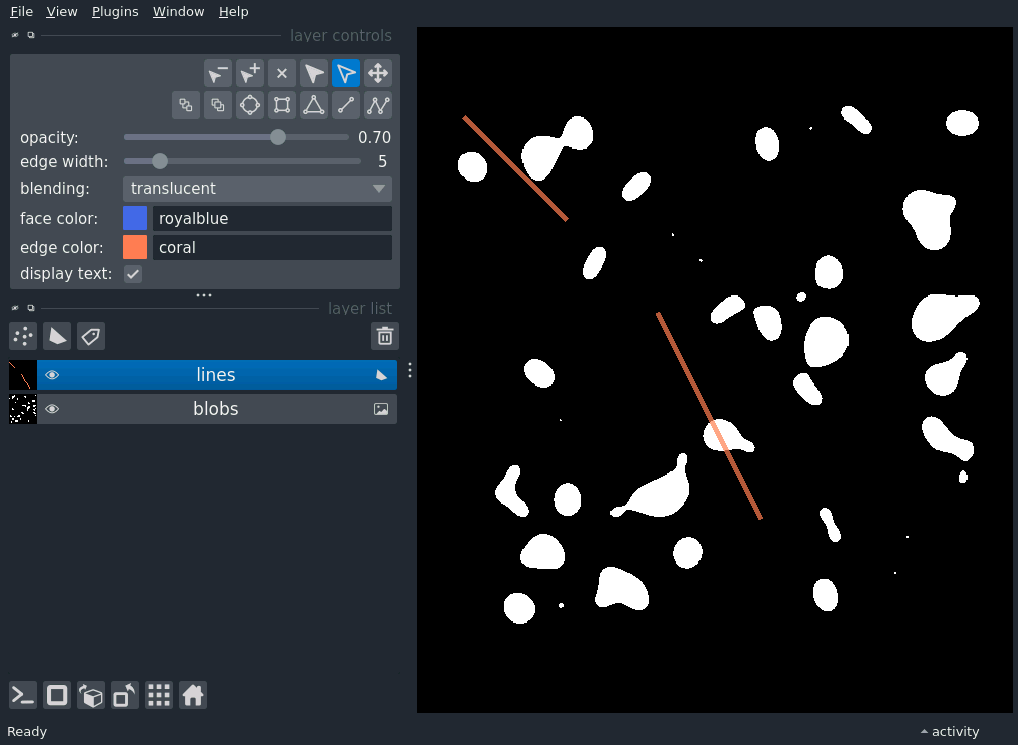 File View Plugins Window Help
layer controls
opacity: 0.70
edge width: 5
blending: translucent
face color: royalblue
edge color: coral
display text:
layer list
lines
blobs
Ready
activity